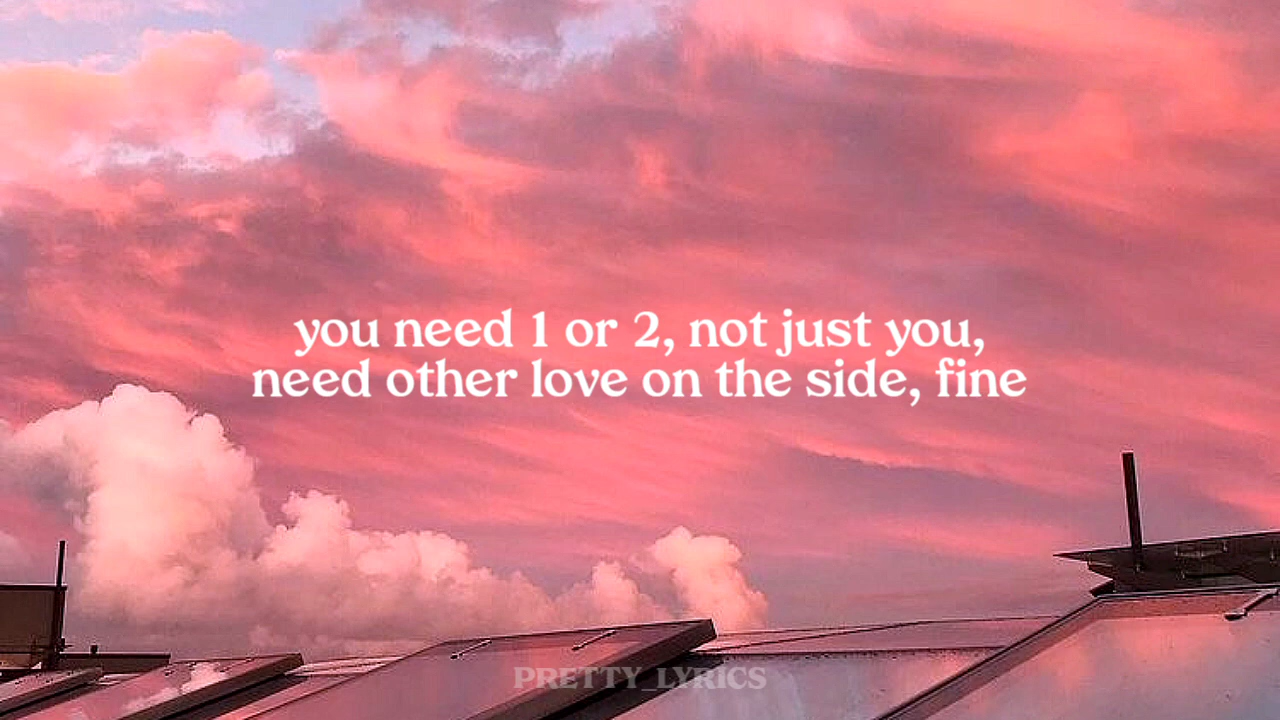 you need 1 or 2, not just you,
need other love on the side, fine
PRETTY_LYRICS